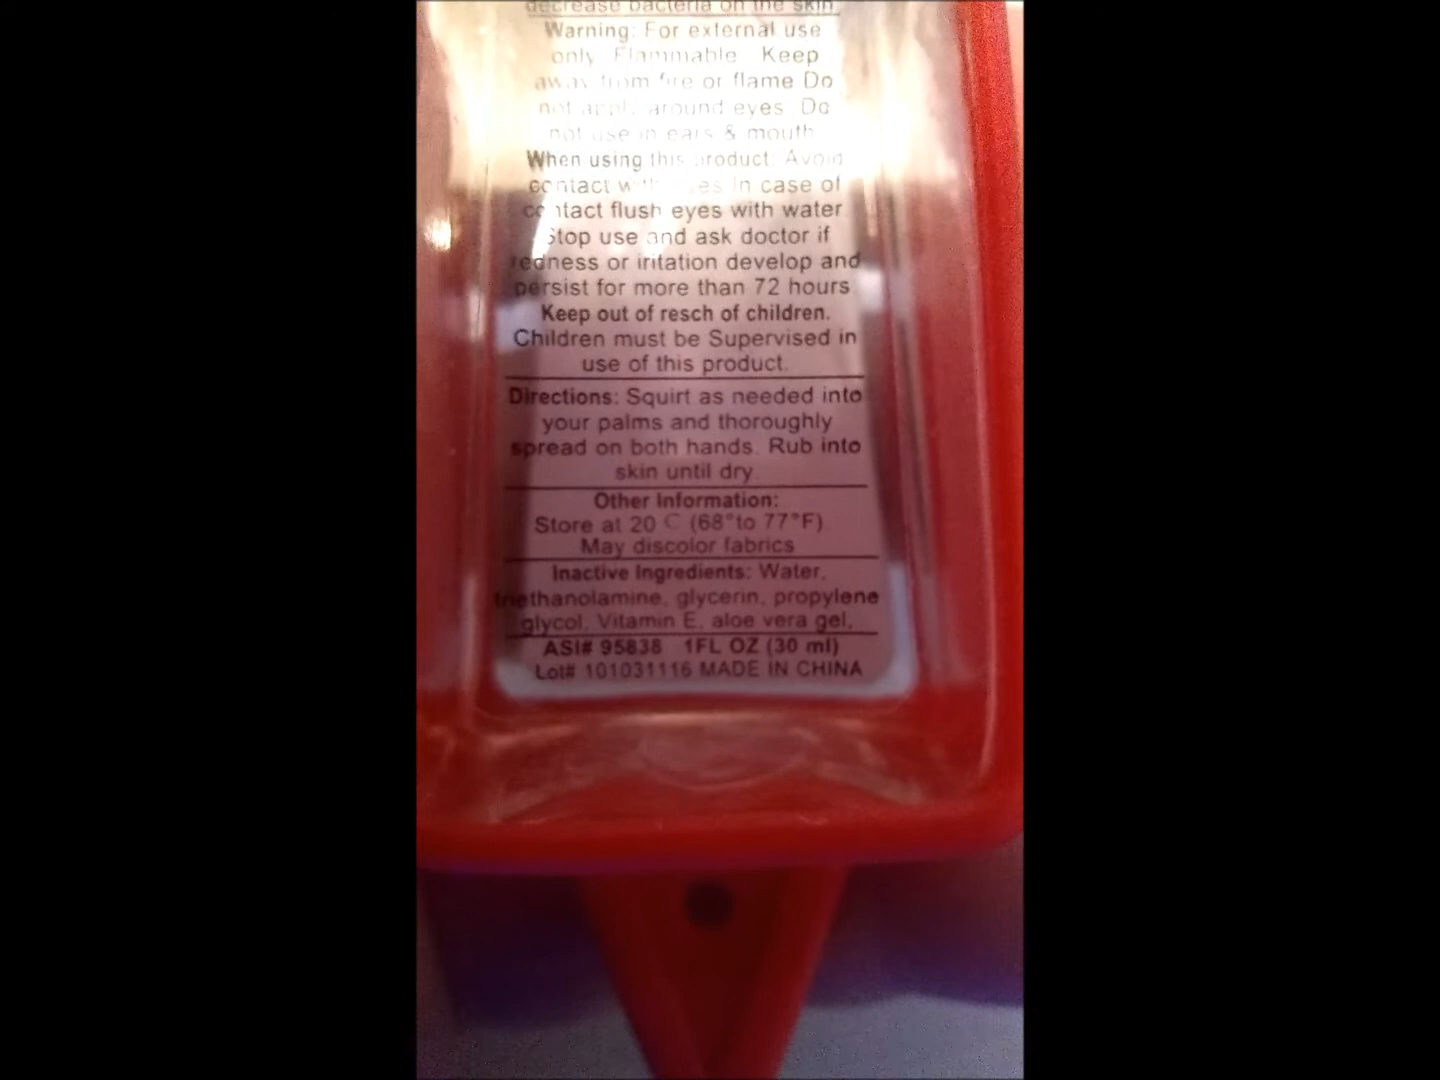 decrease bacteria on the skin
Warning: For external use
only Flammable Keep
away from fire or flame Do
not apply around eyes Do
not use in ears & mouth
When using this product: Avoid
contact with eyes In case of
contact flush eyes with water
Stop use and ask doctor if
redness or iritation develop and
persist for more than 72 hours
Keep out of resch of children.
Children must be Supervised in
use of this product.
Directions: Squirt as needed into
your palms and thoroughly
spread on both hands. Rub into
skin until dry.
Other Information:
Store at 20 C (68°to 77°F).
May discolor fabrics
Inactive Ingredients: Water,
triethanolamine, glycerin, propylene
glycol, Vitamin E, aloe vera gel,
ASI# 95838 1FL OZ (30 ml)
Lot# 101031116 MADE IN CHINA